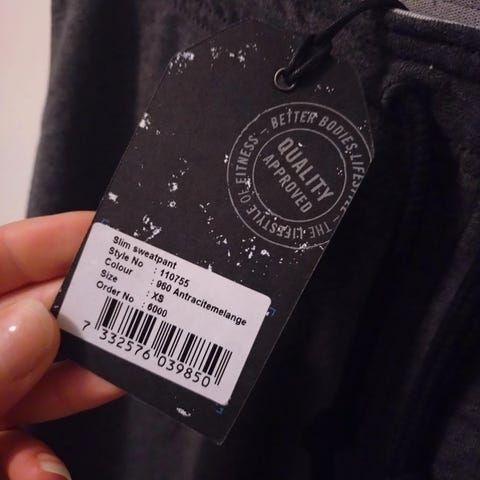 BETTER BODIES.
THE LIFESTYLE OF FITNESS
QUALITY
APPROVED
Slim sweatpant
Style No : 110755
Colour : 960 Antracitemelange
Size : XS
Order No : 6000
7 332576 039850